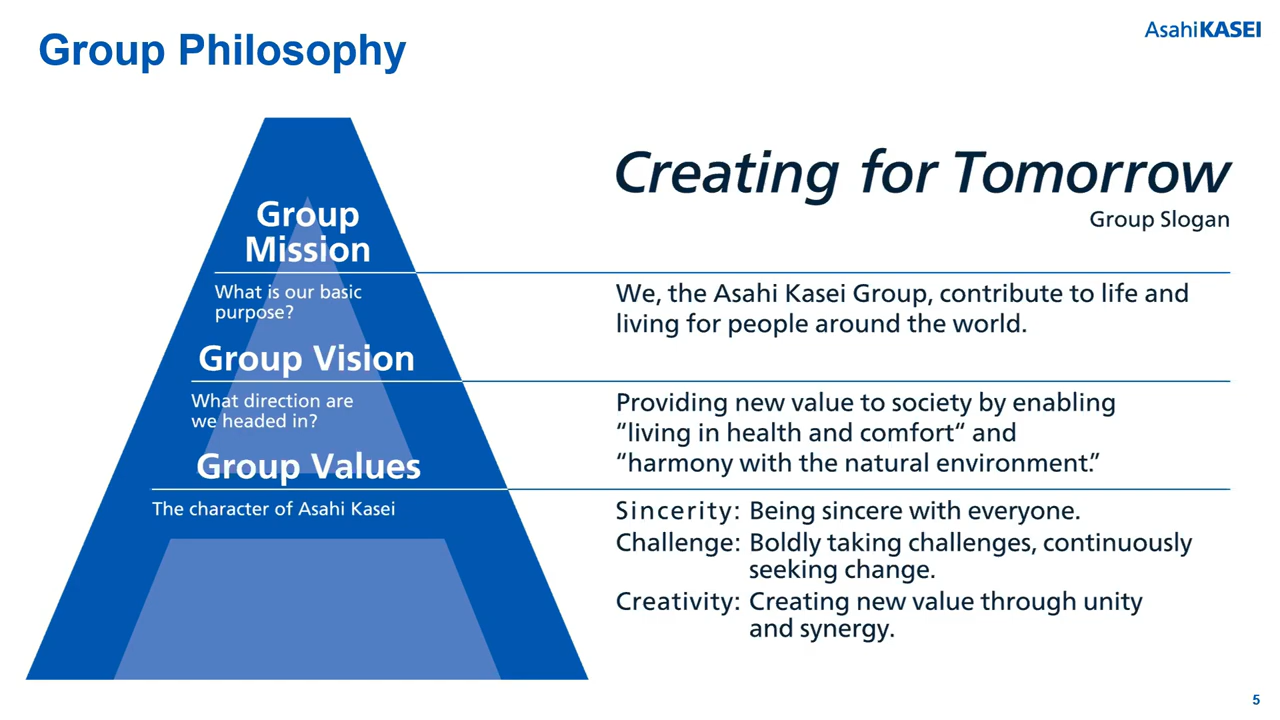 Group Philosophy
AsahiKASEI
Creating for Tomorrow
Group Slogan
Group
Mission
What is our basic
purpose?
We, the Asahi Kasei Group, contribute to life and
living for people around the world.
Group Vision
What direction are
we headed in?
Providing new value to society by enabling
“living in health and comfort“ and
“harmony with the natural environment.”
Group Values
The character of Asahi Kasei
Sincerity: Being sincere with everyone.
Challenge: Boldly taking challenges, continuously
seeking change.
Creativity: Creating new value through unity
and synergy.
5